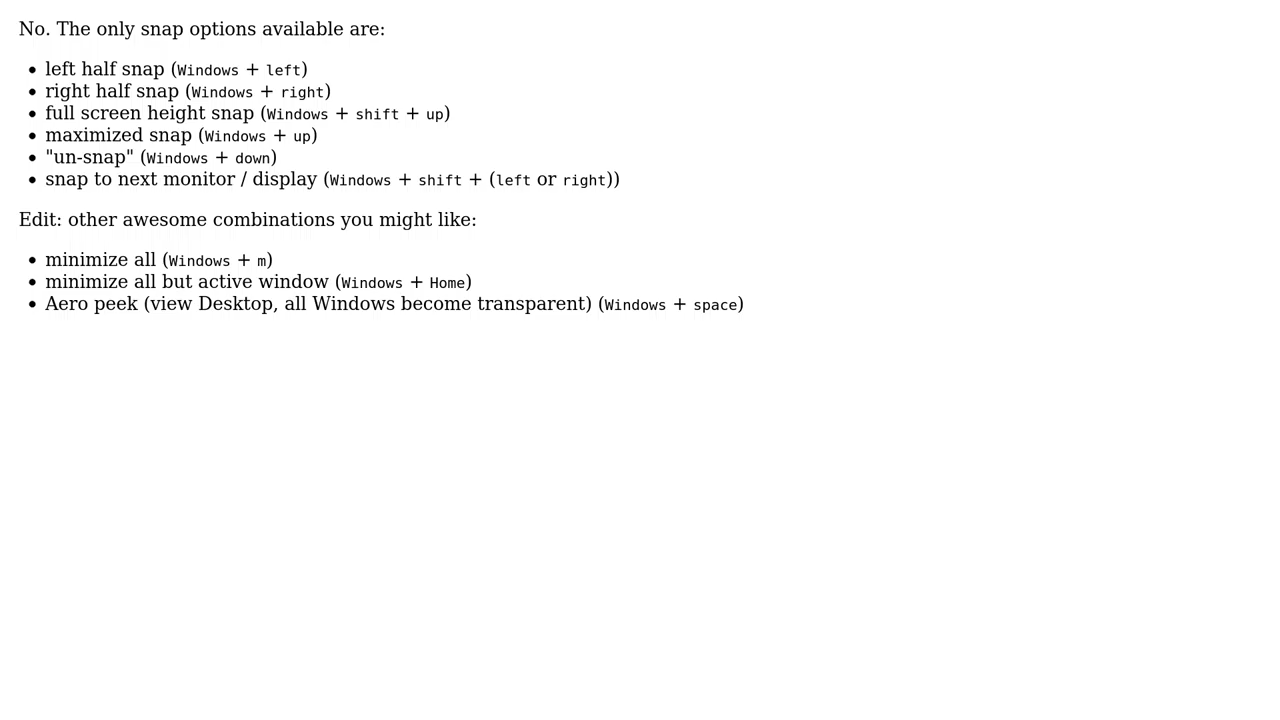 No. The only snap options available are:
• left half snap (Windows + left)
• right half snap (Windows + right)
• full screen height snap (Windows + shift + up)
• maximized snap (Windows + up)
• "un-snap" (Windows + down)
• snap to next monitor / display (Windows + shift + (left or right))
Edit: other awesome combinations you might like:
• minimize all (Windows + m)
• minimize all but active window (Windows + Home)
• Aero peek (view Desktop, all Windows become transparent) (Windows + space)